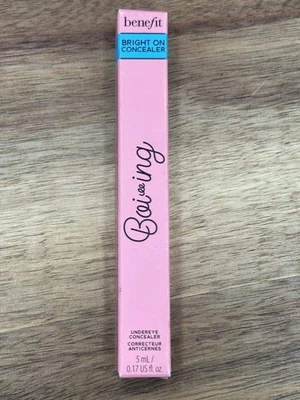 benefit
BRIGHT ON
CONCEALER
Boi-ing
UNDEREYE
CONCEALER
CORRECTEUR
ANTICERNES
5 mL /
0.17 US fl. oz.